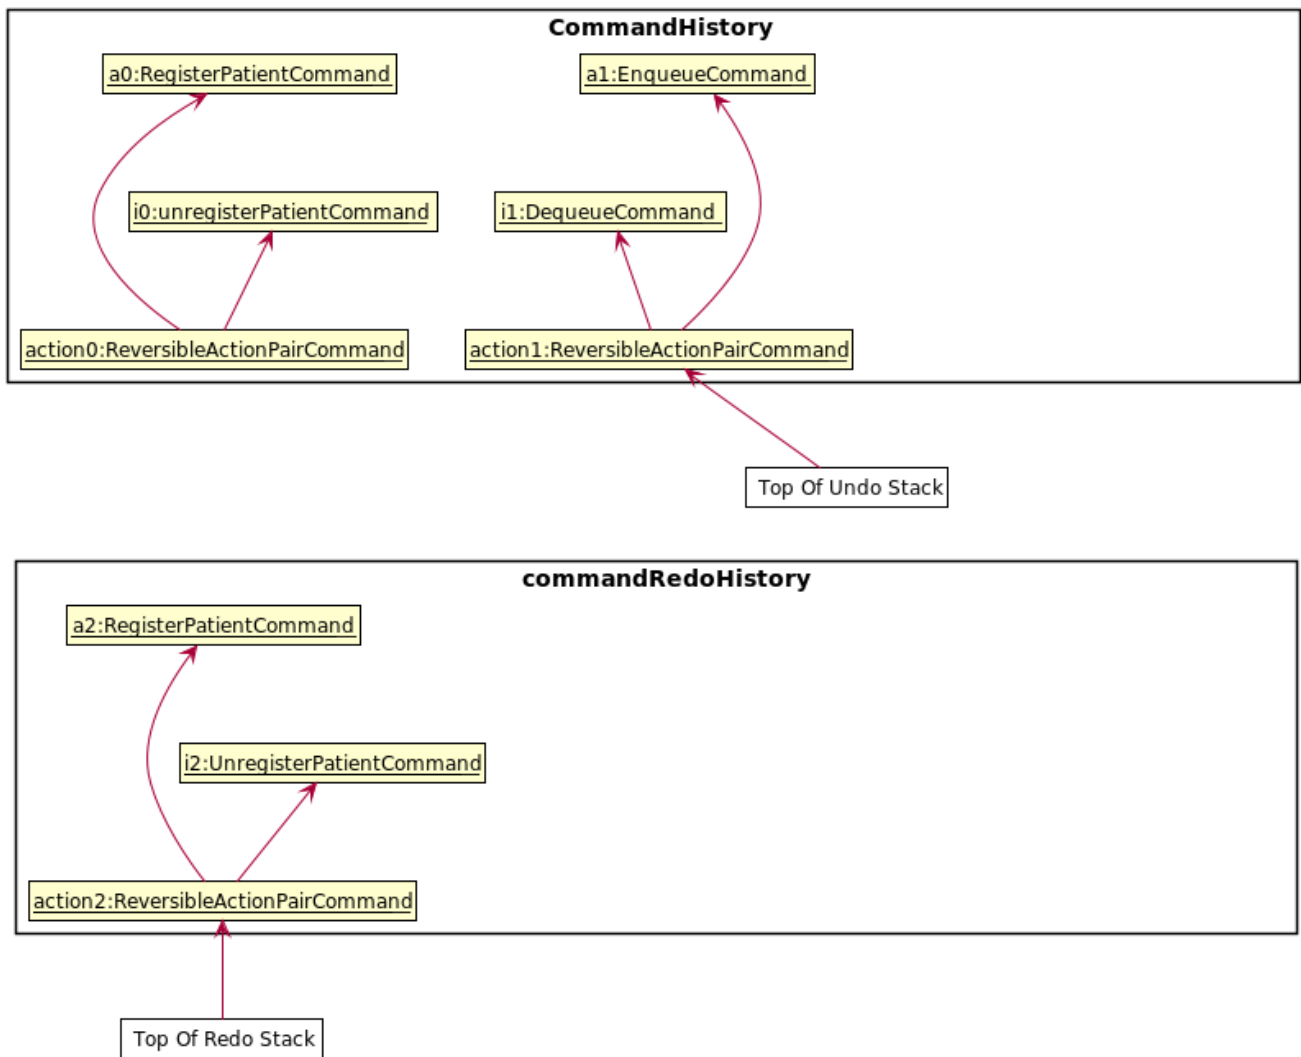 CommandHistory
a0:RegisterPatientCommand
a1:EnqueueCommand
i0:unregisterPatientCommand
i1:DequeueCommand
action0:ReversibleActionPairCommand
action1:ReversibleActionPairCommand
Top Of Undo Stack
commandRedoHistory
a2:RegisterPatientCommand
i2:UnregisterPatientCommand
action2:ReversibleActionPairCommand
Top Of Redo Stack